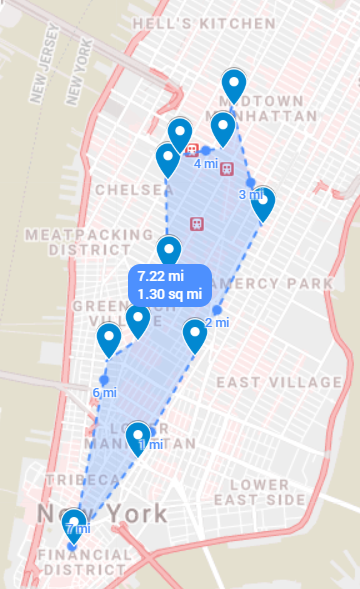 HELL'S KITCHEN
NEW JERSEY
NEW YORK
MIDTOWN
MANHATTAN
4 mi
CHELSEA
3 mi
MEATPACKING
DISTRICT
7.22 mi
1.30 sq mi
GRAMERCY PARK
GREENWICH
VILLAGE
2 mi
EAST VILLAGE
6 mi
LOWER
MANHATTAN
1 mi
TRIBECA
LOWER
EAST SIDE
New York
7 mi
FINANCIAL
DISTRICT